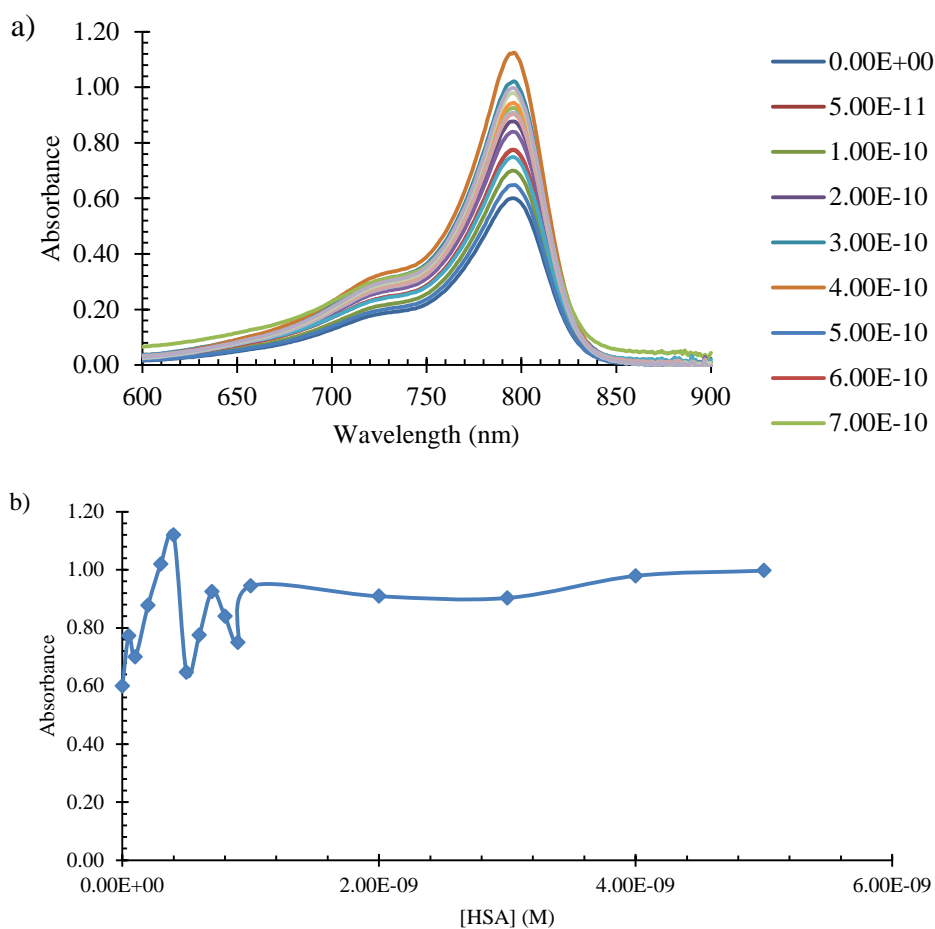 a)
1.20
1.00
0.80
0.60
0.40
0.20
0.00
Absorbance
600 650 700 750 800 850 900
Wavelength (nm)
0.00E+00
5.00E-11
1.00E-10
2.00E-10
3.00E-10
4.00E-10
5.00E-10
6.00E-10
7.00E-10
b)
1.20
1.00
0.80
0.60
0.40
0.20
0.00
Absorbance
0.00E+00 2.00E-09 4.00E-09 6.00E-09
[HSA] (M)